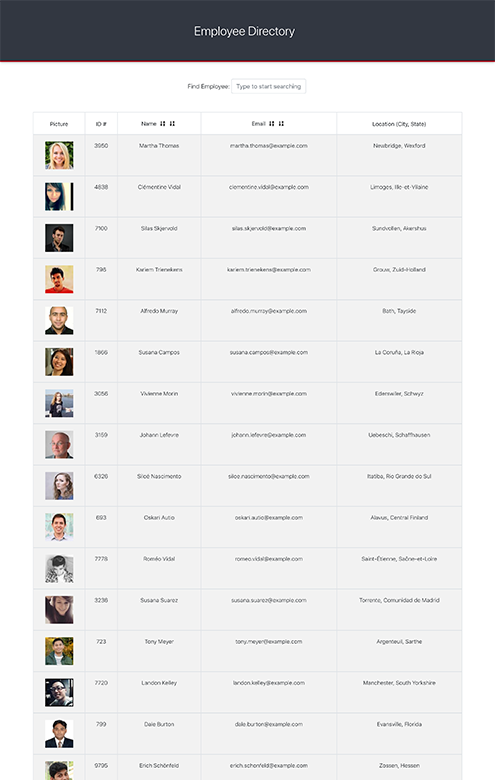 Employee Directory
Find Employee: Type to start searching
Picture ID # Name Email Location (City, State)
3950 Martha Thomas martha.thomas@example.com Newbridge, Wexford
4838 Clémentine Vidal clementine.vidal@example.com Limoges, Ille-et-Vilaine
7100 Silas Skjervold silas.skjervold@example.com Sundvollen, Akershus
796 Kariem Trienekens kariem.trienekens@example.com Grouw, Zuid-Holland
7112 Alfredo Murray alfredo.murray@example.com Bath, Tayside
1866 Susana Campos susana.campos@example.com La Coruña, La Rioja
3056 Vivienne Morin vivienne.morin@example.com Ederswiler, Schwyz
3159 Johann Lefevre johann.lefevre@example.com Uebeschi, Schaffhausen
6326 Siloé Nascimento siloe.nascimento@example.com Itatiba, Rio Grande do Sul
693 Oskari Autio oskari.autio@example.com Alavus, Central Finland
7778 Roméo Vidal romeo.vidal@example.com Saint-Étienne, Saône-et-Loire
3236 Susana Suarez susana.suarez@example.com Torrente, Comunidad de Madrid
723 Tony Meyer tony.meyer@example.com Argenteuil, Sarthe
7720 Landon Kelley landon.kelley@example.com Manchester, South Yorkshire
799 Dale Burton dale.burton@example.com Evansville, Florida
9795 Erich Schönfeld erich.schonfeld@example.com Zossen, Hessen